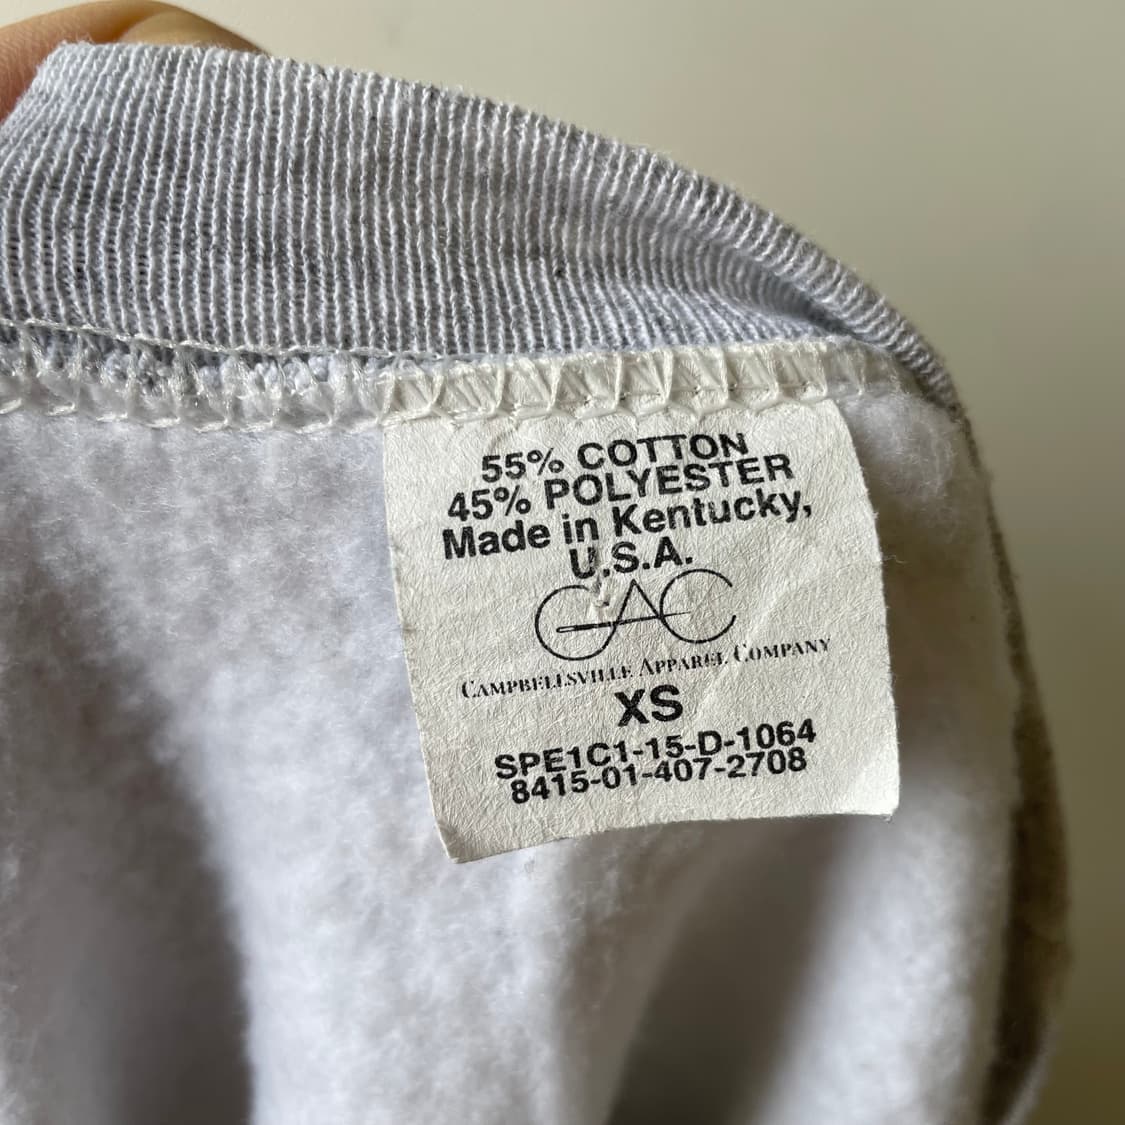 55% COTTON
45% POLYESTER
Made in Kentucky,
U.S.A.
CAC
CAMPBELLSVILLE APPAREL COMPANY
XS
SPE1C1-15-D-1064
8415-01-407-2708